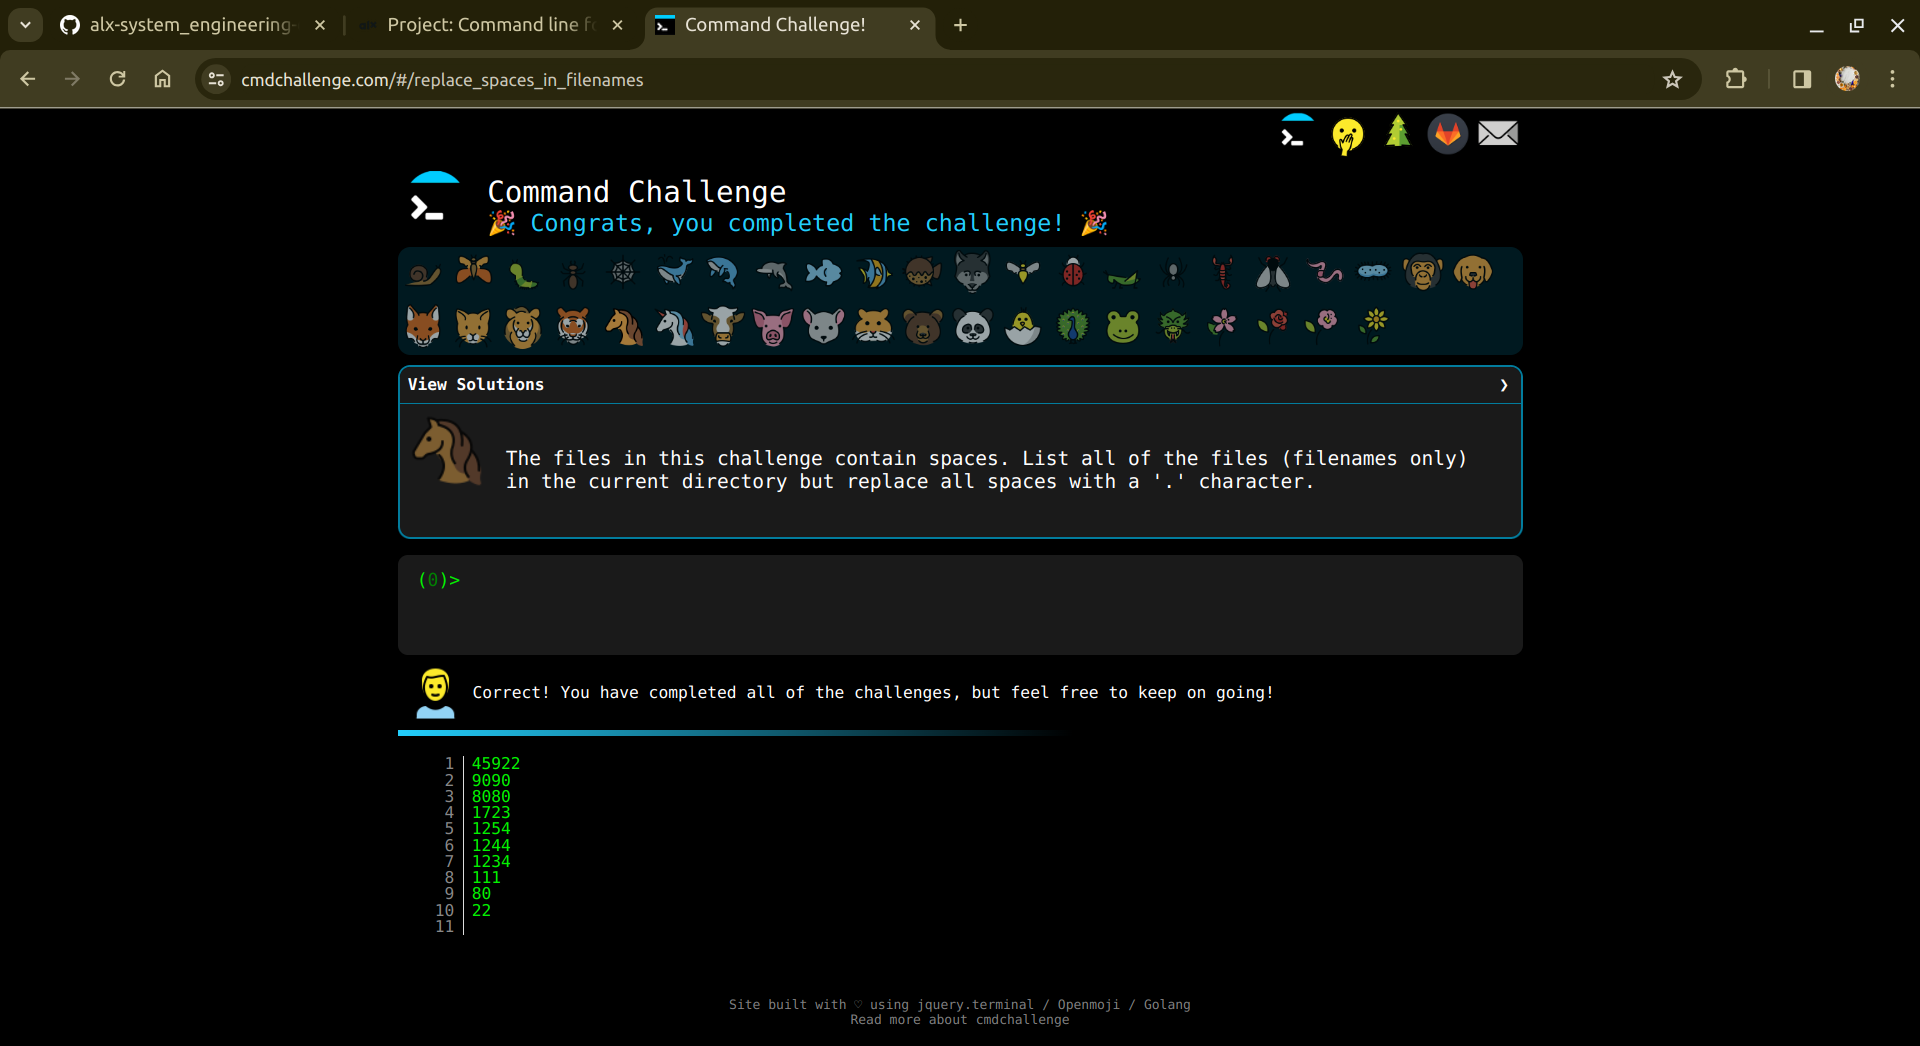 alx-system_engineering-
Project: Command line fo
Command Challenge!
cmdchallenge.com/#/replace_spaces_in_filenames
Command Challenge
🎉 Congrats, you completed the challenge! 🎉
View Solutions ❯
The files in this challenge contain spaces. List all of the files (filenames only)
in the current directory but replace all spaces with a '.' character.
(0)>
Correct! You have completed all of the challenges, but feel free to keep on going!
1 45922
2 9090
3 8080
4 1723
5 1254
6 1244
7 1234
8 111
9 80
10 22
11
Site built with ♡ using jquery.terminal / Openmoji / Golang
Read more about cmdchallenge